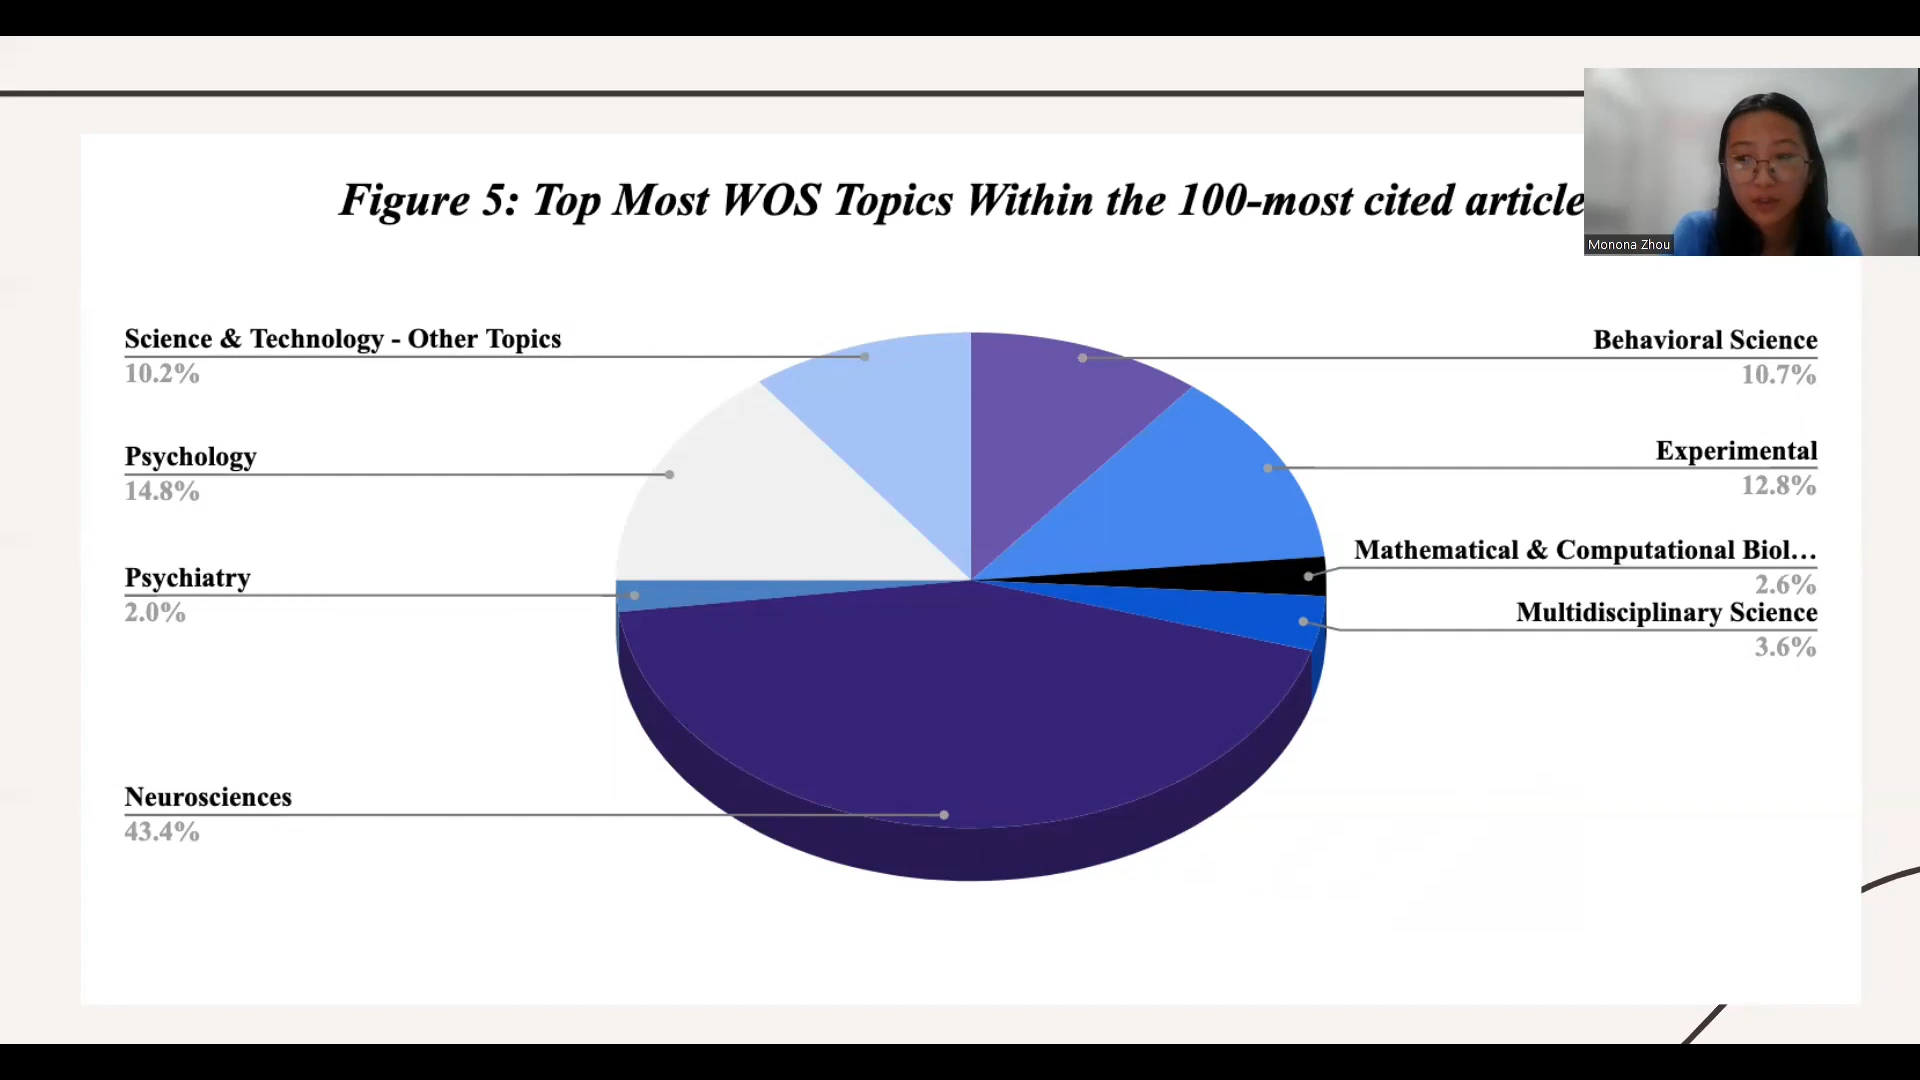 Figure 5: Top Most WOS Topics Within the 100-most cited article
Monona Zhou
Science & Technology - Other Topics
10.2%
Psychology
14.8%
Psychiatry
2.0%
Neurosciences
43.4%
Behavioral Science
10.7%
Experimental
12.8%
Mathematical & Computational Biol...
2.6%
Multidisciplinary Science
3.6%